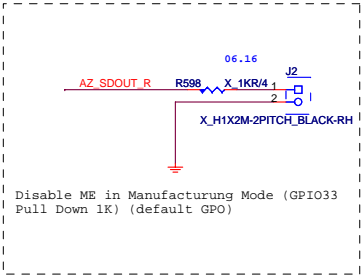 06.16
J2
AZ_SDOUT_R
R598
X_1KR/4
1
2
X_H1X2M-2PITCH_BLACK-RH
Disable ME in Manufacturung Mode (GPIO33
Pull Down 1K) (default GPO)